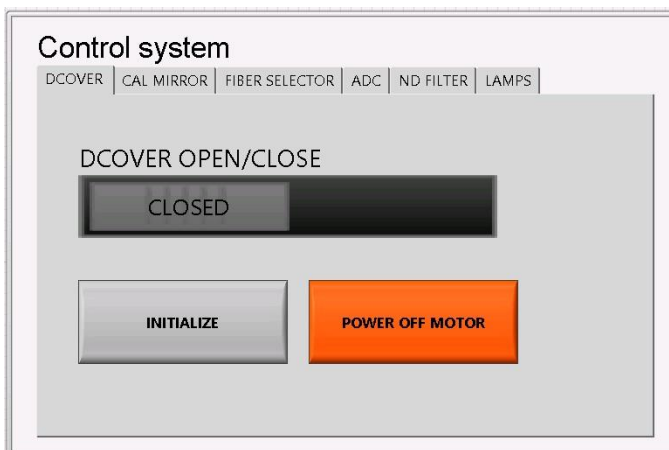 Control system
DCOVER CAL MIRROR FIBER SELECTOR ADC ND FILTER LAMPS
DCOVER OPEN/CLOSE
CLOSED
INITIALIZE POWER OFF MOTOR